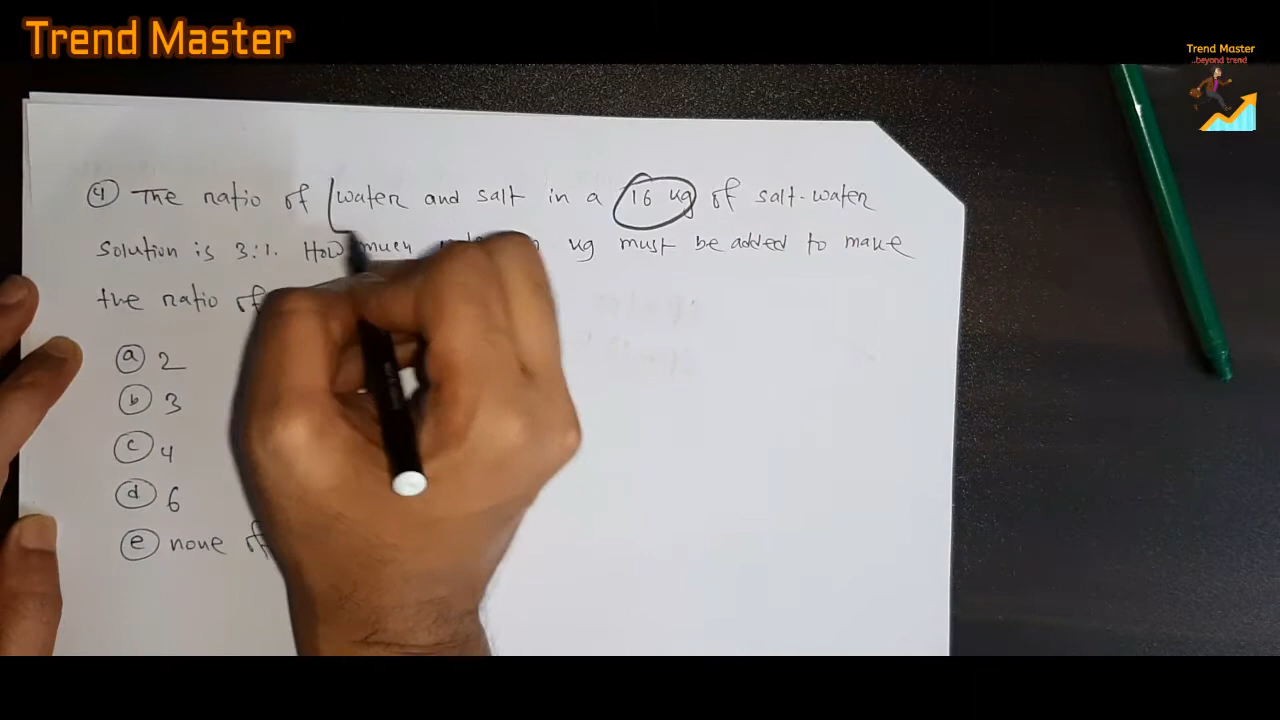 Trend Master
Trend Master
..beyond trend
④ The ratio of water and salt in a 16 kg of salt-water
solution is 3:1. How much kg must be added to make
the ratio of
ⓐ 2
ⓑ 3
ⓒ 4
ⓓ 6
ⓔ none of